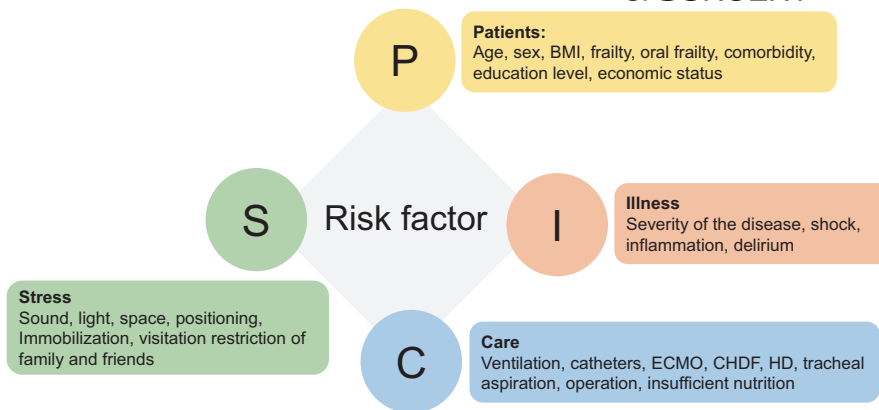 P
Patients:
Age, sex, BMI, frailty, oral frailty, comorbidity,
education level, economic status
S
Risk factor
I
Illness
Severity of the disease, shock,
inflammation, delirium
Stress
Sound, light, space, positioning,
Immobilization, visitation restriction of
family and friends
C
Care
Ventilation, catheters, ECMO, CHDF, HD, tracheal
aspiration, operation, insufficient nutrition